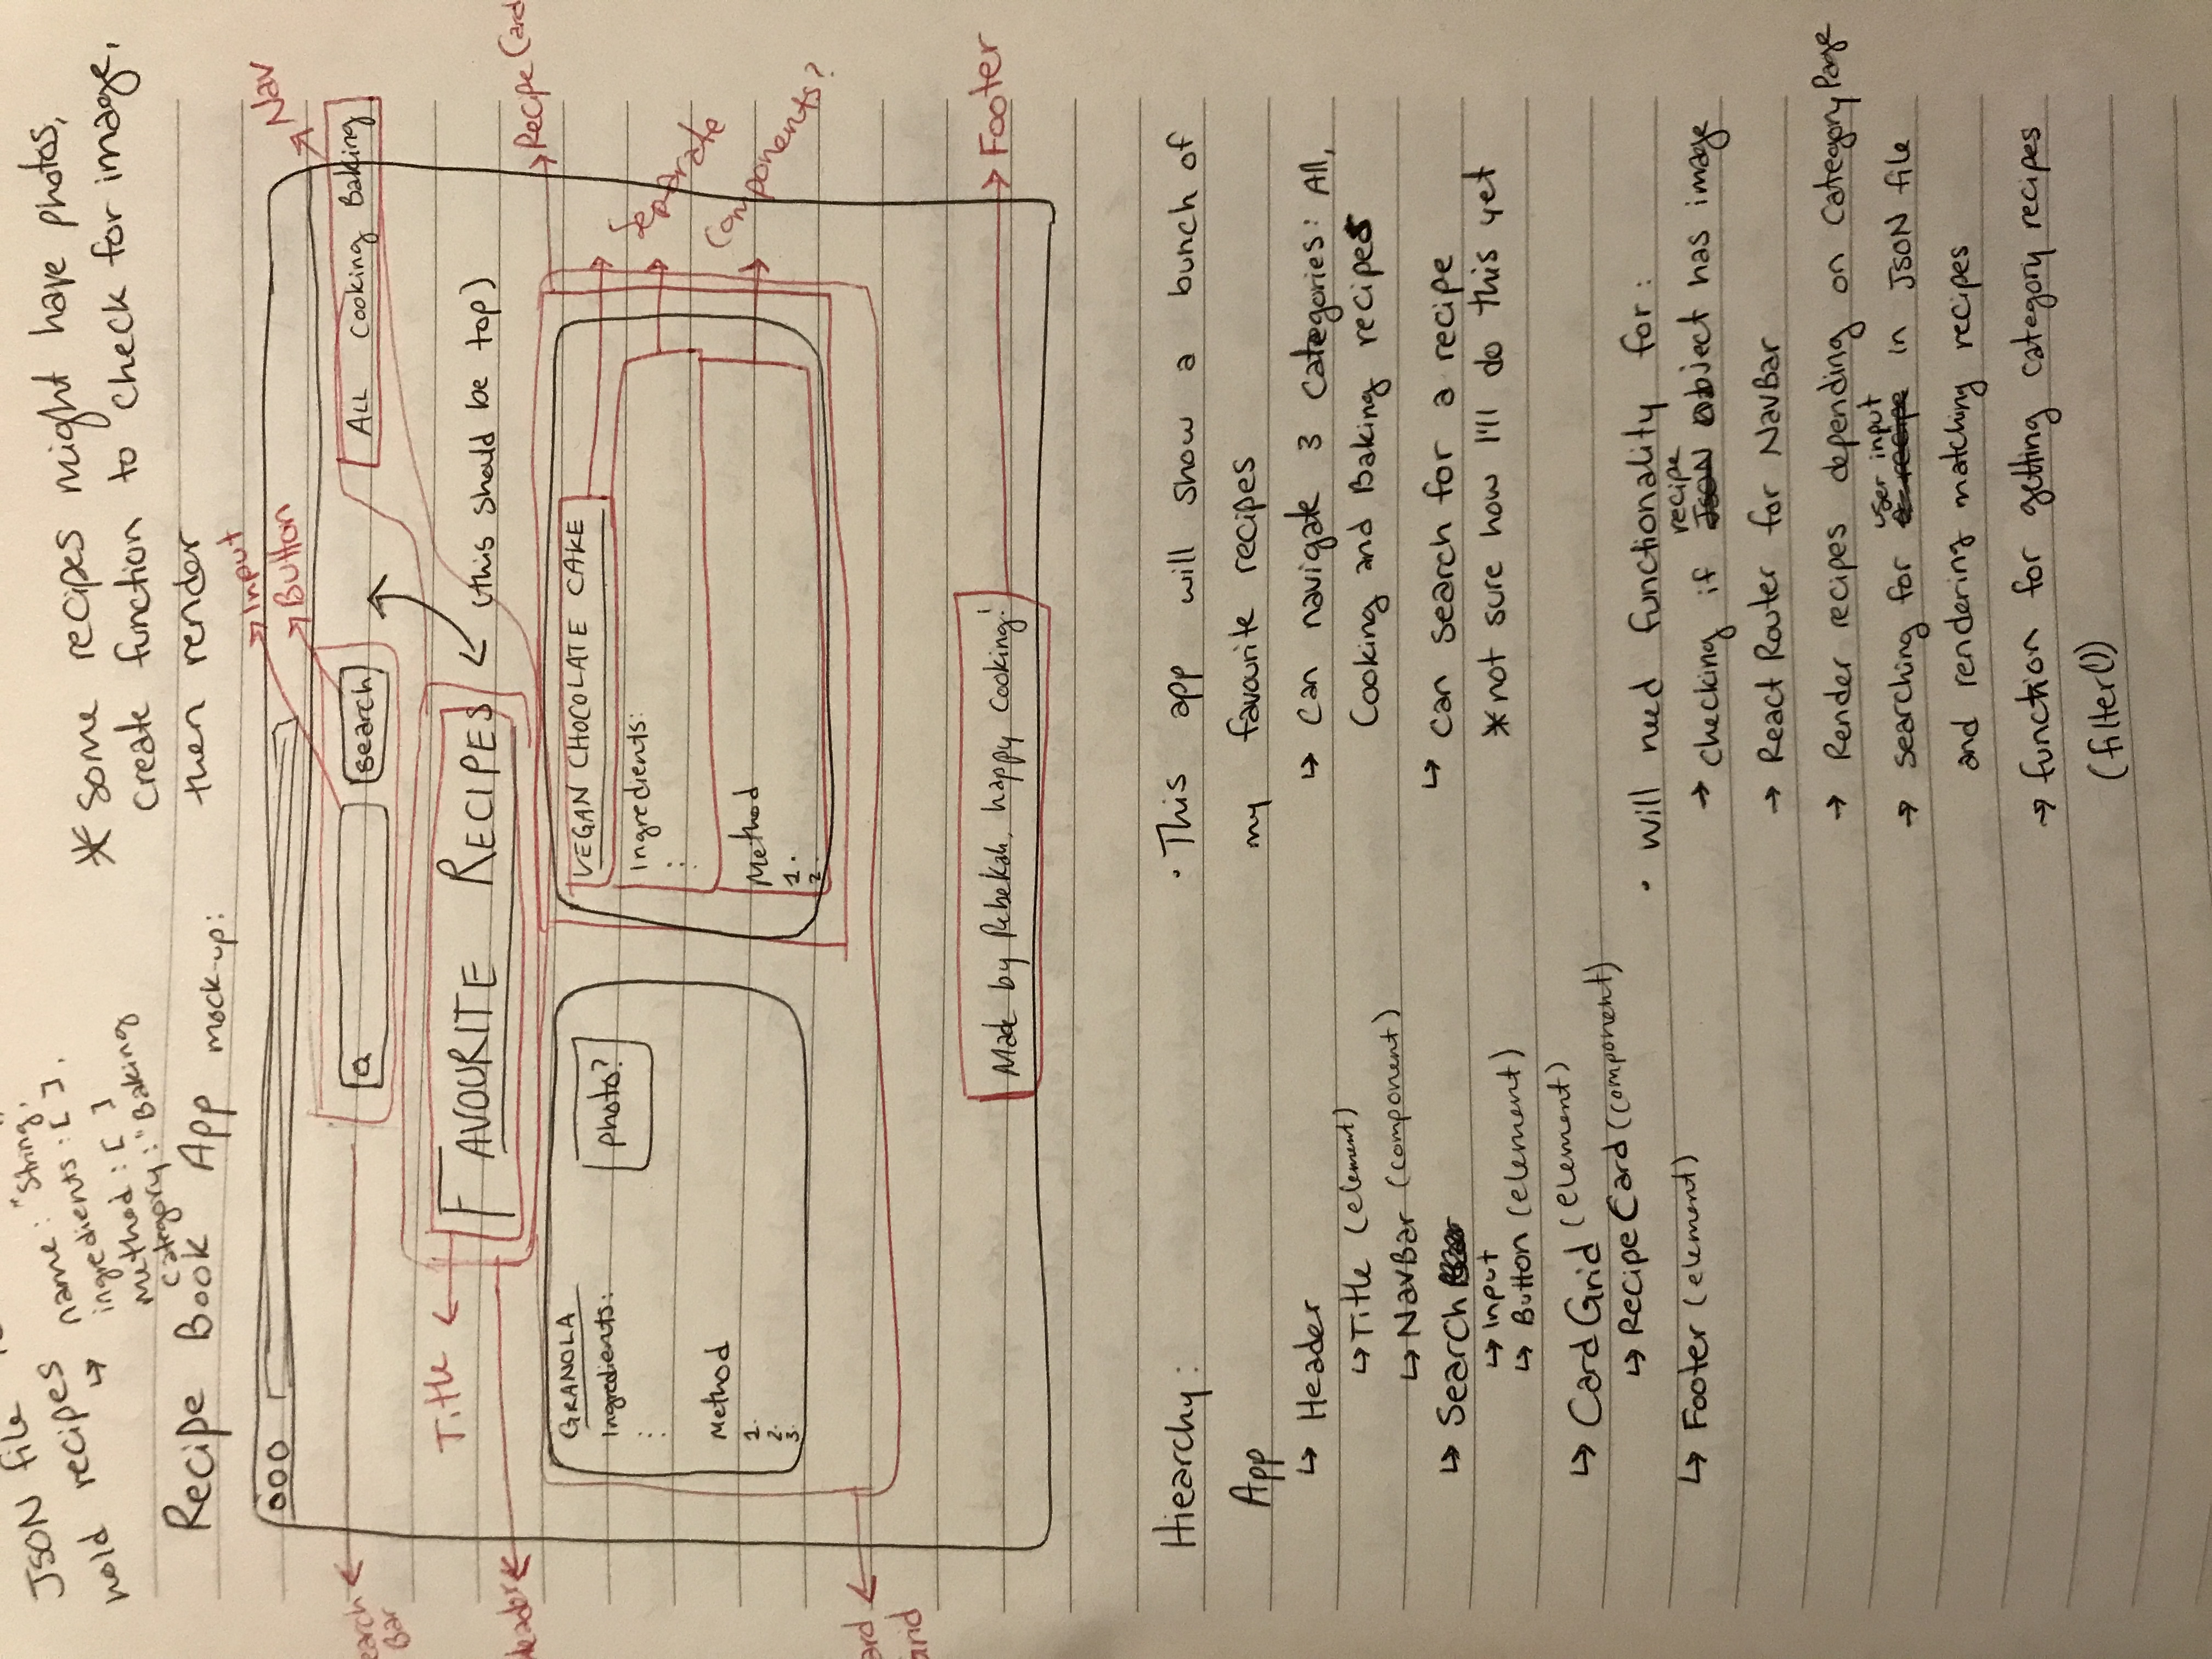 JSON file
hold recipes
↳ name : "String",
ingredients : [ ],
Method : [ ]
Category : "Baking
* Some recipes might have photos,
create function to check for image,
then render
Recipe Book App mock-up:
Input
Button
Nav
earch
Bar
search
ALL Cooking Baking
Title
FAVOURITE RECIPES
(this should be top)
Header
Recipe Card
GRANOLA
Ingredients:
photo?
Method
1.
2.
3.
VEGAN CHOCOLATE CAKE
Ingredients:
Method
1.
2.
Separate
Components?
ard
Grid
Made by Rebekah, happy cooking!
Footer
Hiearchy:
App
↳ Header
↳ Title (element)
↳ NavBar (component)
↳ Search
↳ Input
↳ Button (element)
↳ Card Grid (element)
↳ Recipe Card (component)
↳ Footer (element)
· This app will show a bunch of
my favourite recipes
↳ Can navigate 3 Categories: All,
Cooking and Baking recipes
↳ can search for a recipe
* not sure how I'll do this yet
· Will need functionality for:
→ checking if JSON recipe object has image
→ React Router for NavBar
→ Render recipes depending on Category Page
→ searching for a recipe user input in JSON file
and rendering matching recipes
→ function for getting category recipes
(filter())